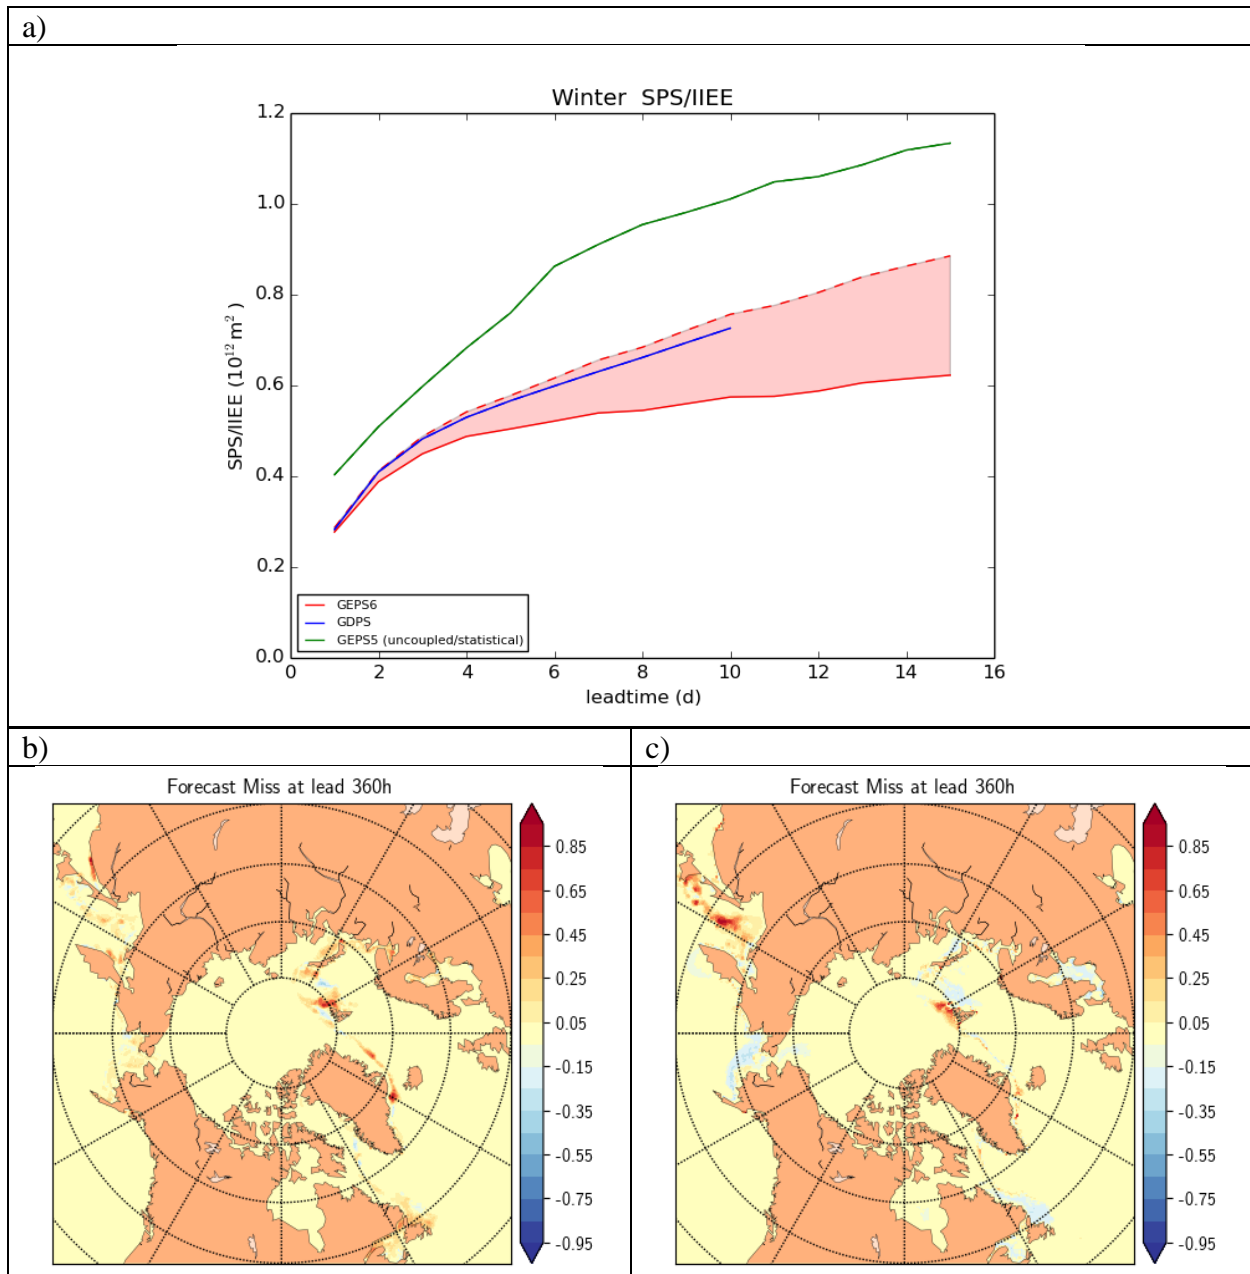 a)
Winter SPS/IIEE
1.2
1.0
0.8
0.6
0.4
0.2
0.0
SPS/IIEE (10^12 m^2)
GEPS6
GDPS
GEPS5 (uncoupled/statistical)
0 2 4 6 8 10 12 14 16
leadtime (d)
b)
Forecast Miss at lead 360h
0.85
0.65
0.45
0.25
0.05
-0.15
-0.35
-0.55
-0.75
-0.95
c)
Forecast Miss at lead 360h
0.85
0.65
0.45
0.25
0.05
-0.15
-0.35
-0.55
-0.75
-0.95